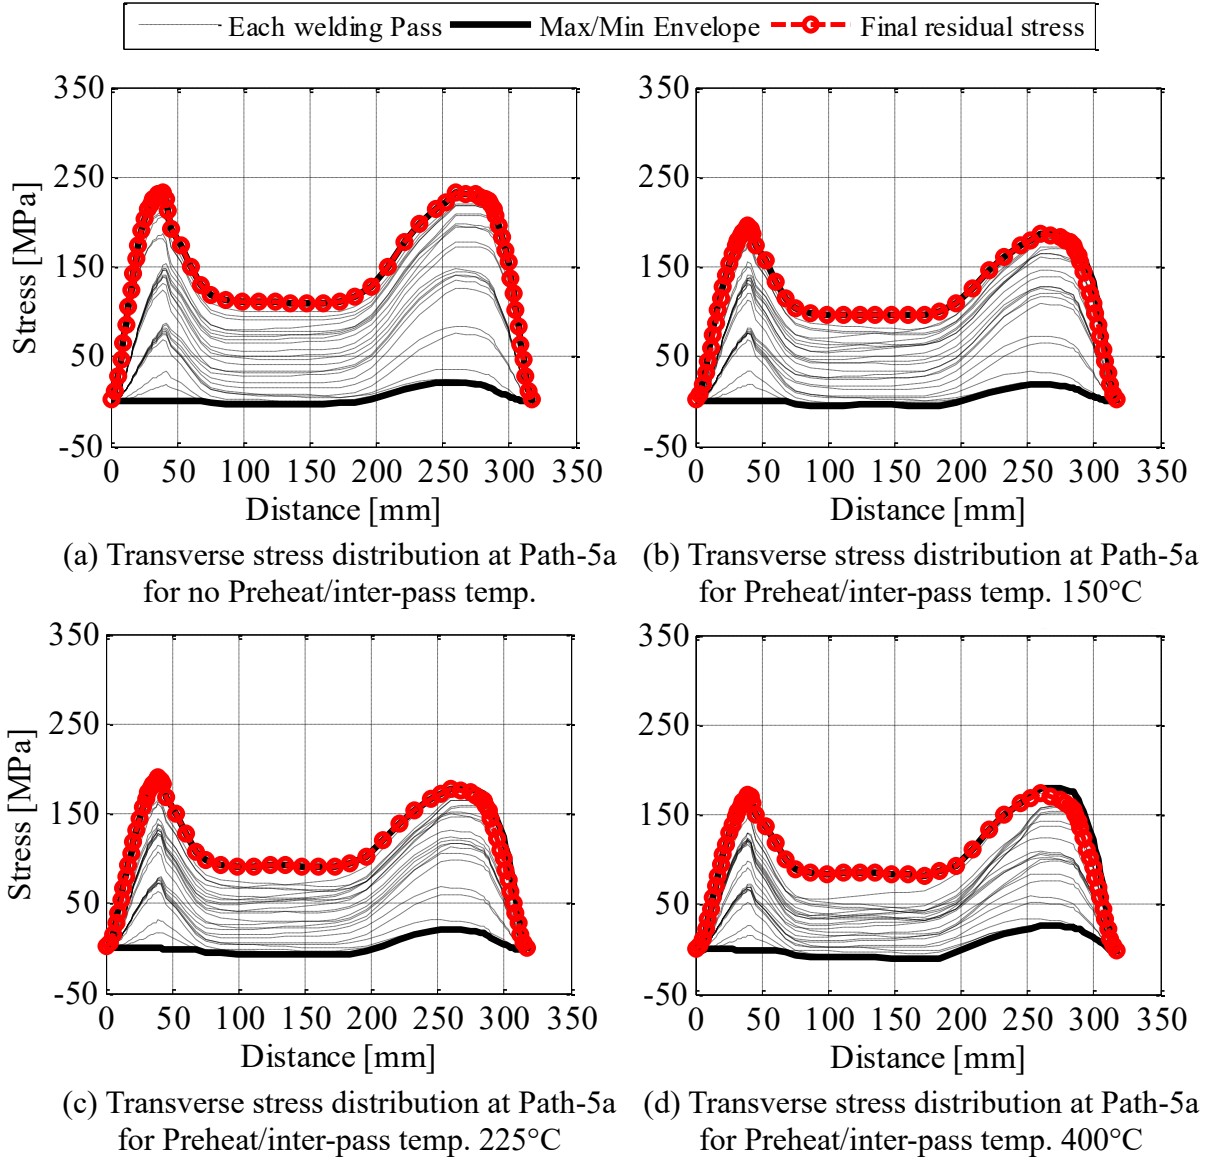 Each welding Pass Max/Min Envelope Final residual stress
350
250
150
50
-50
Stress [MPa]
0 50 100 150 200 250 300 350
Distance [mm]
(a) Transverse stress distribution at Path-5a
for no Preheat/inter-pass temp.
350
250
150
50
-50
0 50 100 150 200 250 300 350
Distance [mm]
(b) Transverse stress distribution at Path-5a
for Preheat/inter-pass temp. 150°C
350
250
150
50
-50
Stress [MPa]
0 50 100 150 200 250 300 350
Distance [mm]
(c) Transverse stress distribution at Path-5a
for Preheat/inter-pass temp. 225°C
350
250
150
50
-50
0 50 100 150 200 250 300 350
Distance [mm]
(d) Transverse stress distribution at Path-5a
for Preheat/inter-pass temp. 400°C